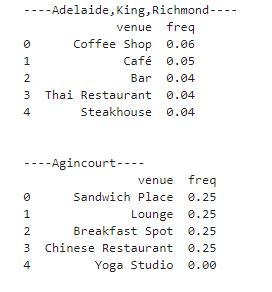 ----Adelaide,King,Richmond----
venue freq
0 Coffee Shop 0.06
1 Café 0.05
2 Bar 0.04
3 Thai Restaurant 0.04
4 Steakhouse 0.04
----Agincourt----
venue freq
0 Sandwich Place 0.25
1 Lounge 0.25
2 Breakfast Spot 0.25
3 Chinese Restaurant 0.25
4 Yoga Studio 0.00